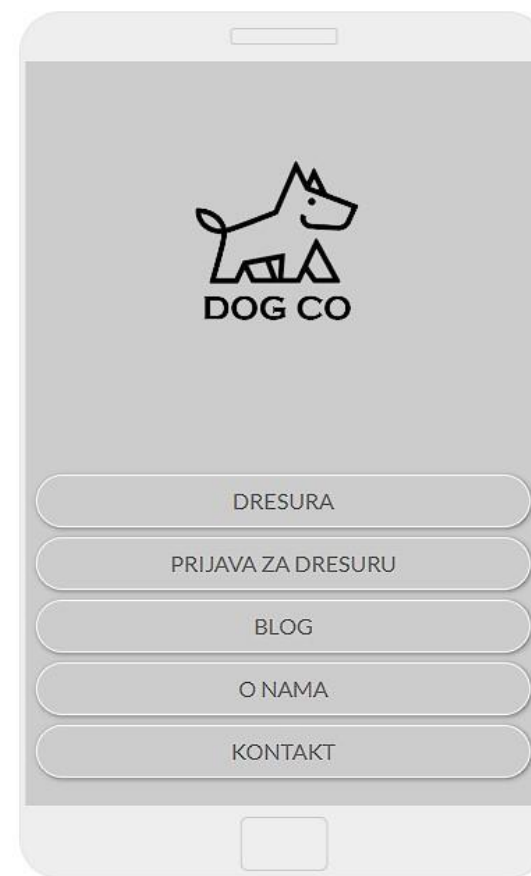 DOG CO
DRESURA
PRIJAVA ZA DRESURU
BLOG
O NAMA
KONTAKT